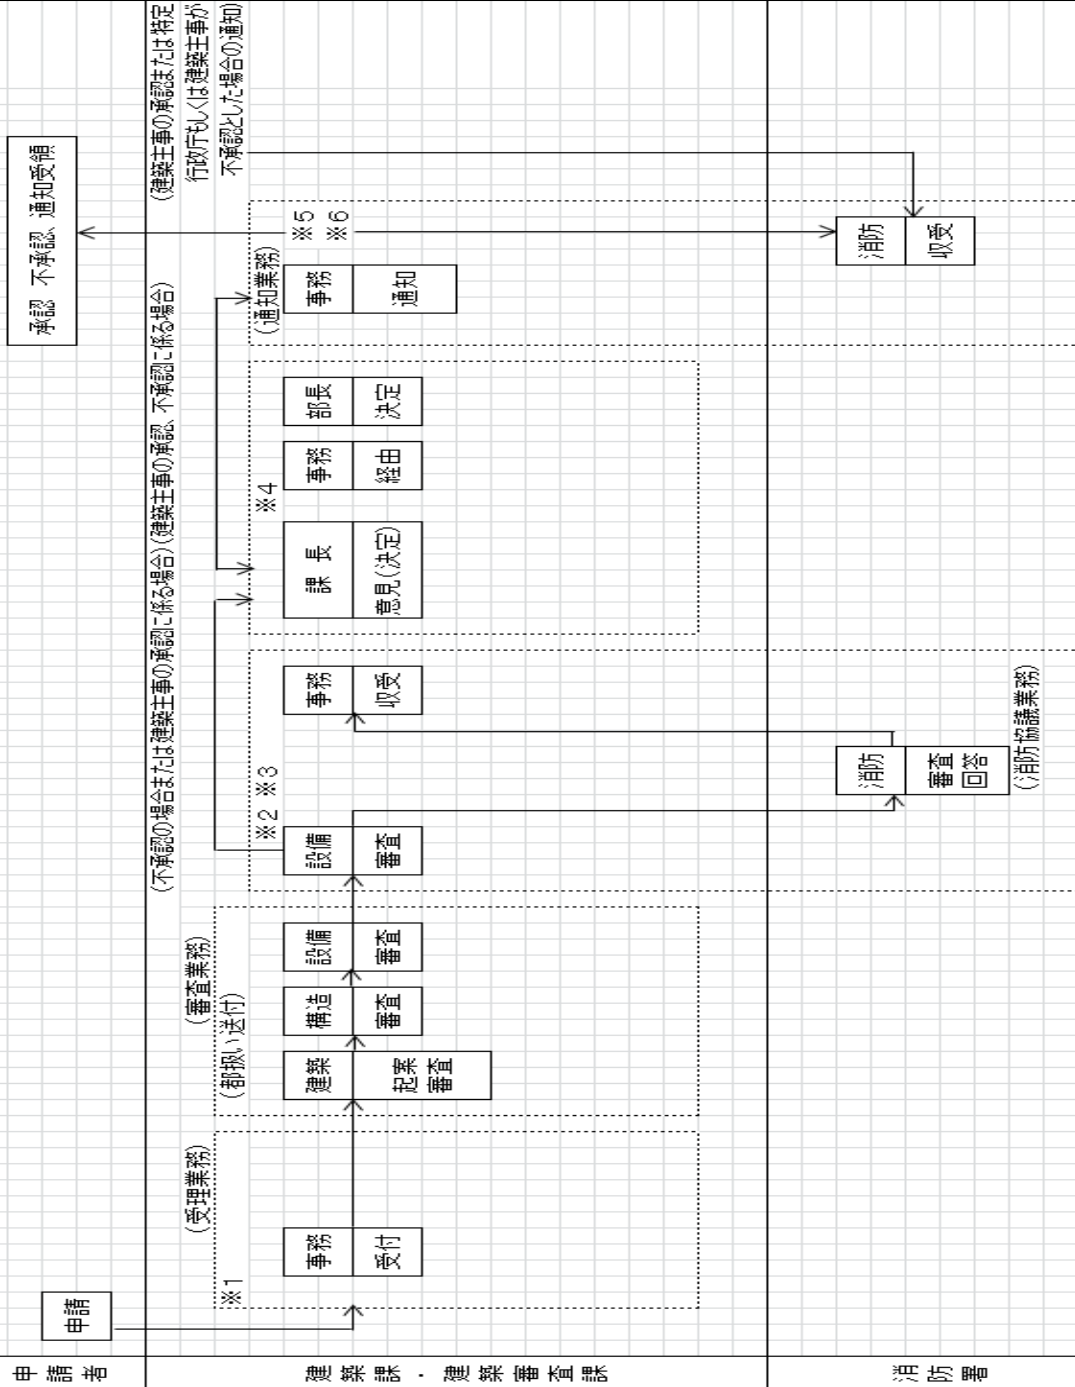 申請者
申請
承認、不承認、通知受領
建築課・建築審査課
(受理業務)
※1
事務
受付
(審査業務)
(都扱い送付)
建築
起案
審査
構造
審査
設備
審査
(不承認の場合または建築主事の承認に係る場合)(建築主事の承認、不承認に係る場合)
※2 ※3
設備
審査
事務
収受
※4
課 長
意見(決定)
事務
経由
部長
決定
(通知業務)
事務
通知
※5
※6
(建築主事の承認または特定
行政庁もしくは建築主事が
不承認とした場合の通知)
消防署
消防
審査
回答
(消防協議業務)
消防
収受